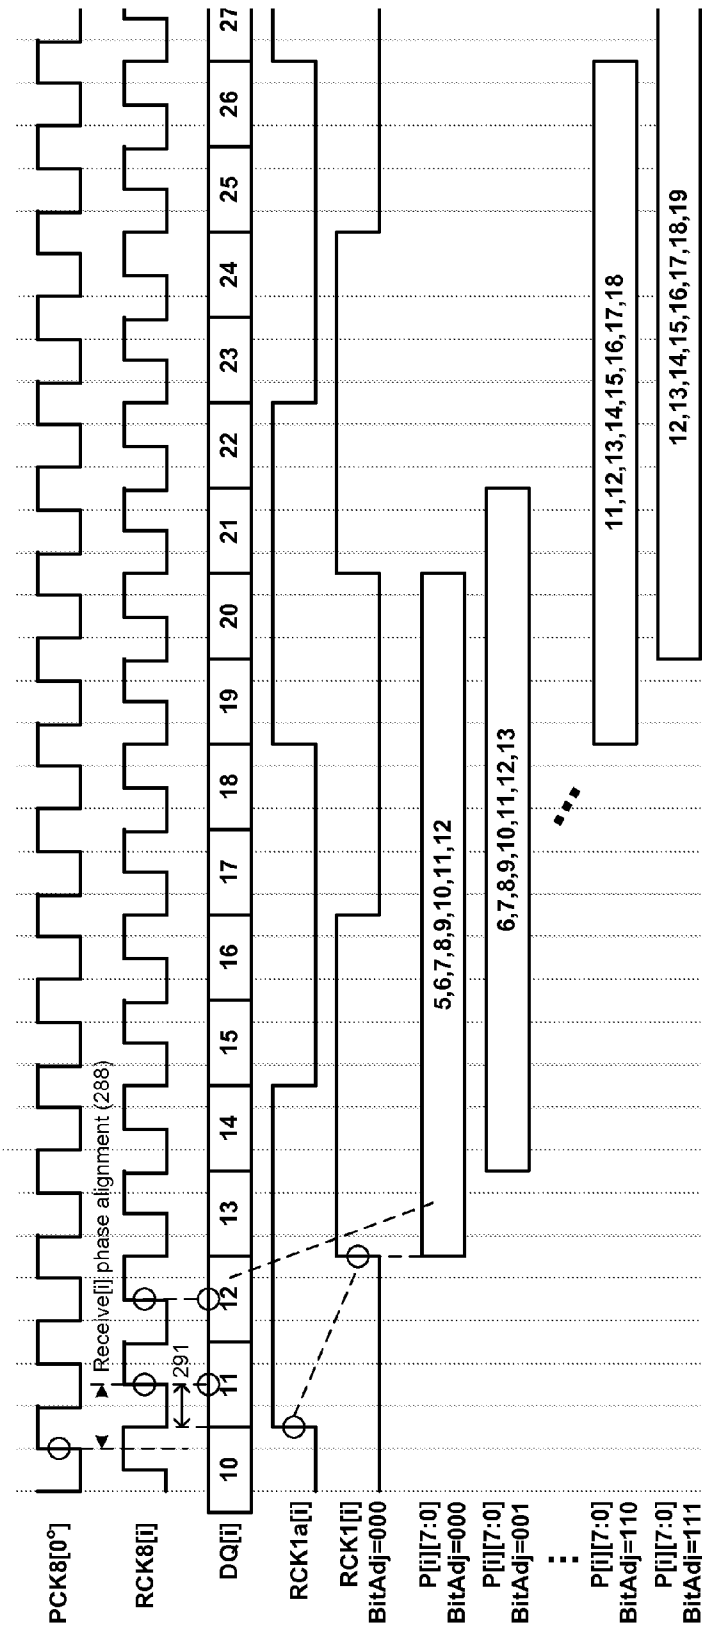 PCK8[0°]
Receive[i] phase alignment (288)
RCK8[i]
291
DQ[i] 10 11 12 13 14 15 16 17 18 19 20 21 22 23 24 25 26 27
RCK1a[i]
RCK1[i]
BitAdj=000
P[i][7:0]
BitAdj=000
5,6,7,8,9,10,11,12
P[i][7:0]
BitAdj=001
6,7,8,9,10,11,12,13
P[i][7:0]
BitAdj=110
11,12,13,14,15,16,17,18
P[i][7:0]
BitAdj=111
12,13,14,15,16,17,18,19